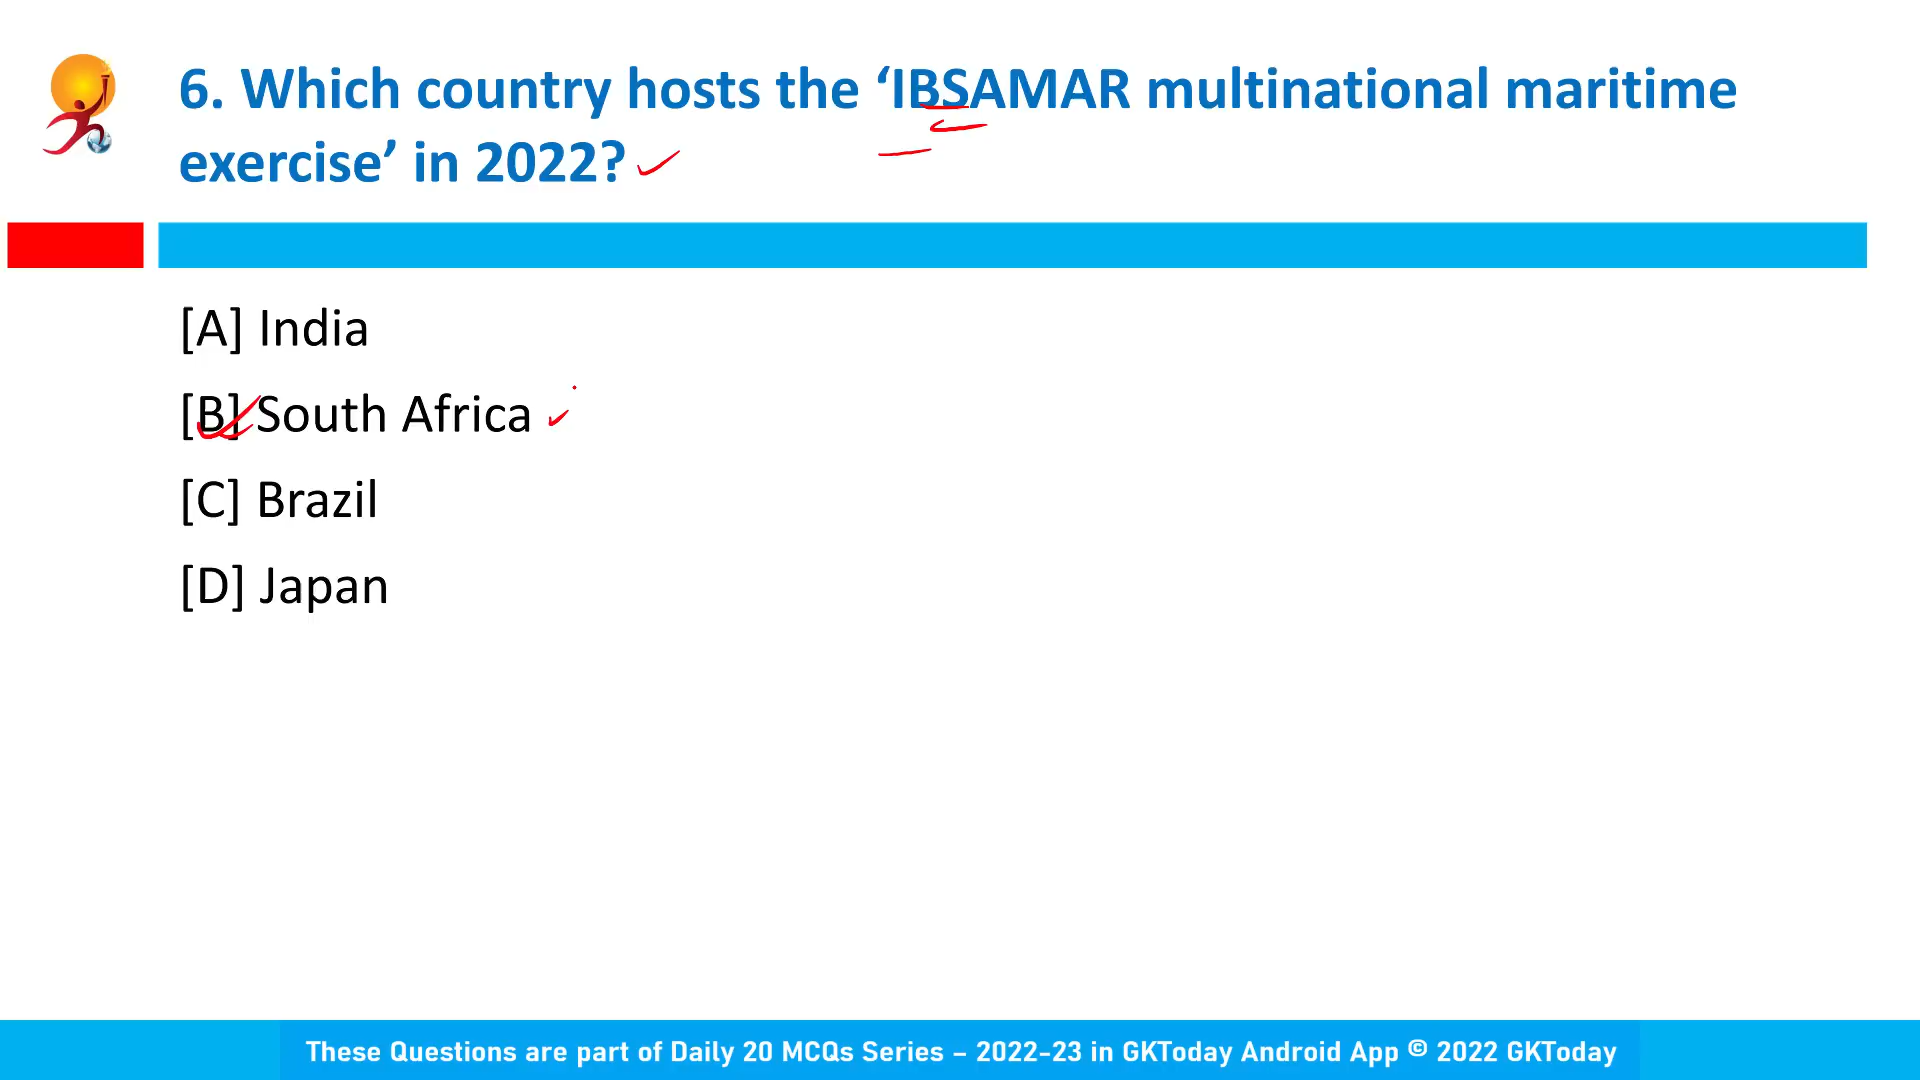 6. Which country hosts the ‘IBSAMAR multinational maritime
exercise’ in 2022?
[A] India
[B] South Africa
[C] Brazil
[D] Japan
These Questions are part of Daily 20 MCQs Series – 2022-23 in GKToday Android App © 2022 GKToday